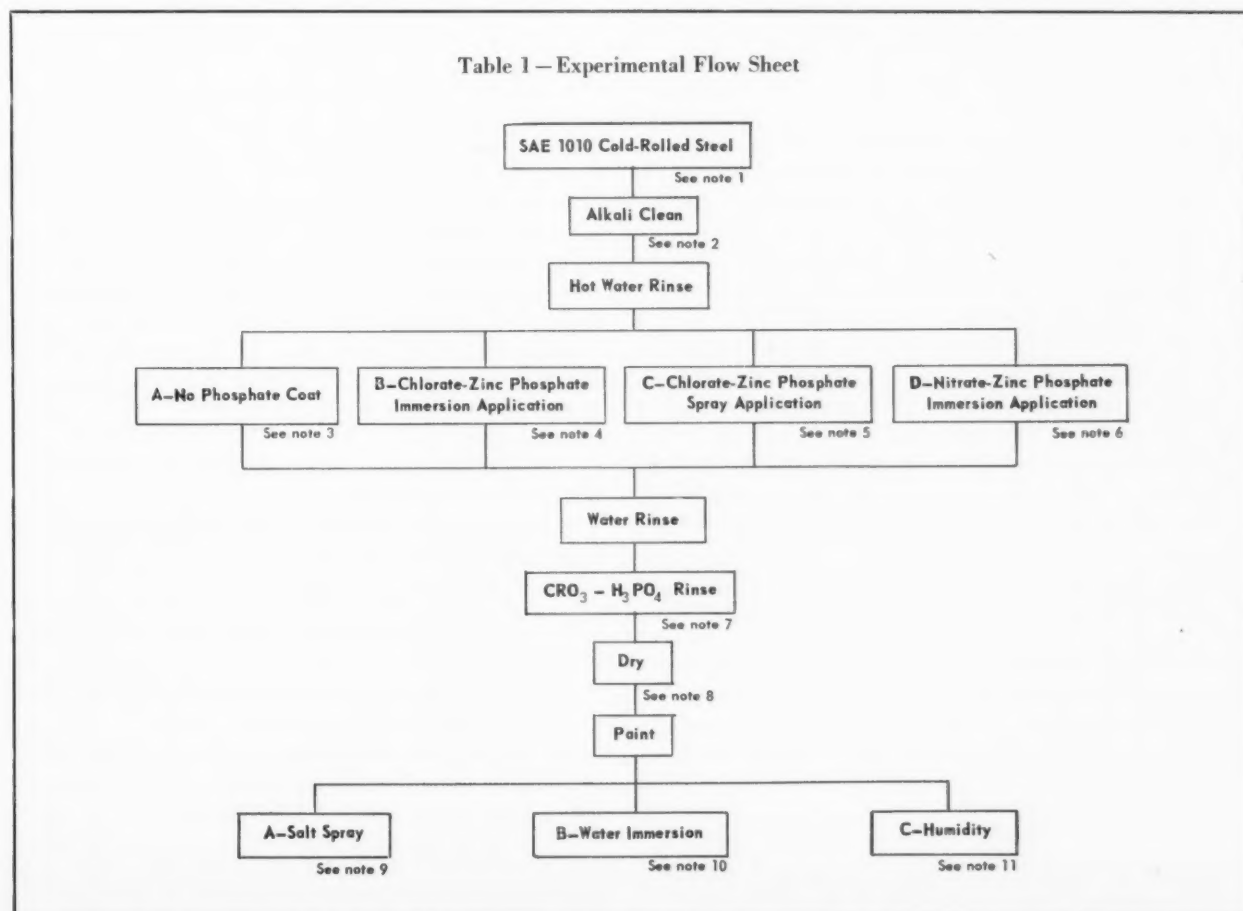 Table 1 — Experimental Flow Sheet
SAE 1010 Cold-Rolled Steel
See note 1
Alkali Clean
See note 2
Hot Water Rinse
A–No Phosphate Coat
See note 3
B–Chlorate-Zinc Phosphate
Immersion Application
See note 4
C–Chlorate-Zinc Phosphate
Spray Application
See note 5
D–Nitrate-Zinc Phosphate
Immersion Application
See note 6
Water Rinse
CRO₃ – H₃PO₄ Rinse
See note 7
Dry
See note 8
Paint
A–Salt Spray
See note 9
B–Water Immersion
See note 10
C–Humidity
See note 11